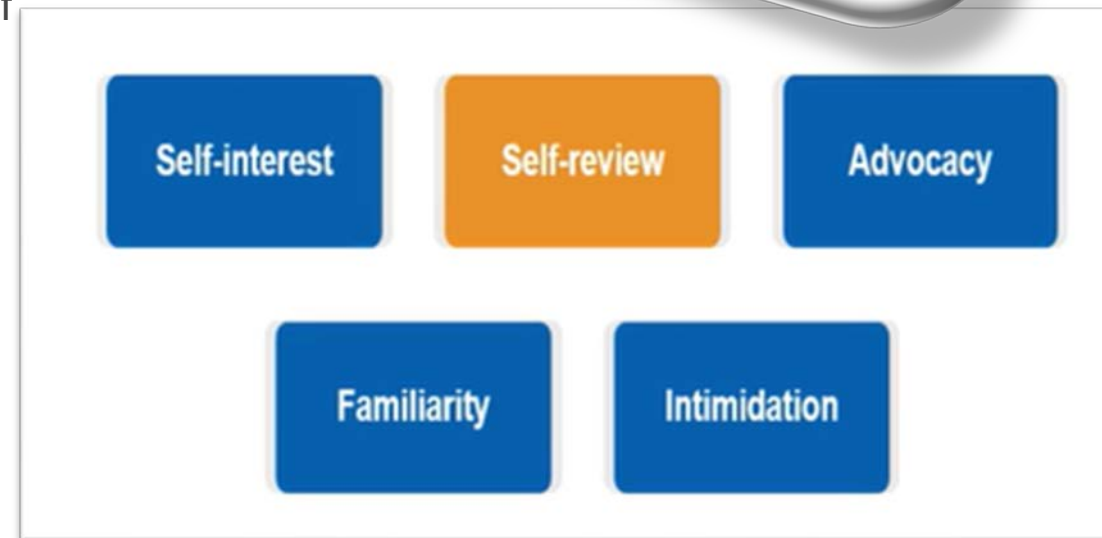 f
Self-interest
Self-review
Advocacy
Familiarity
Intimidation